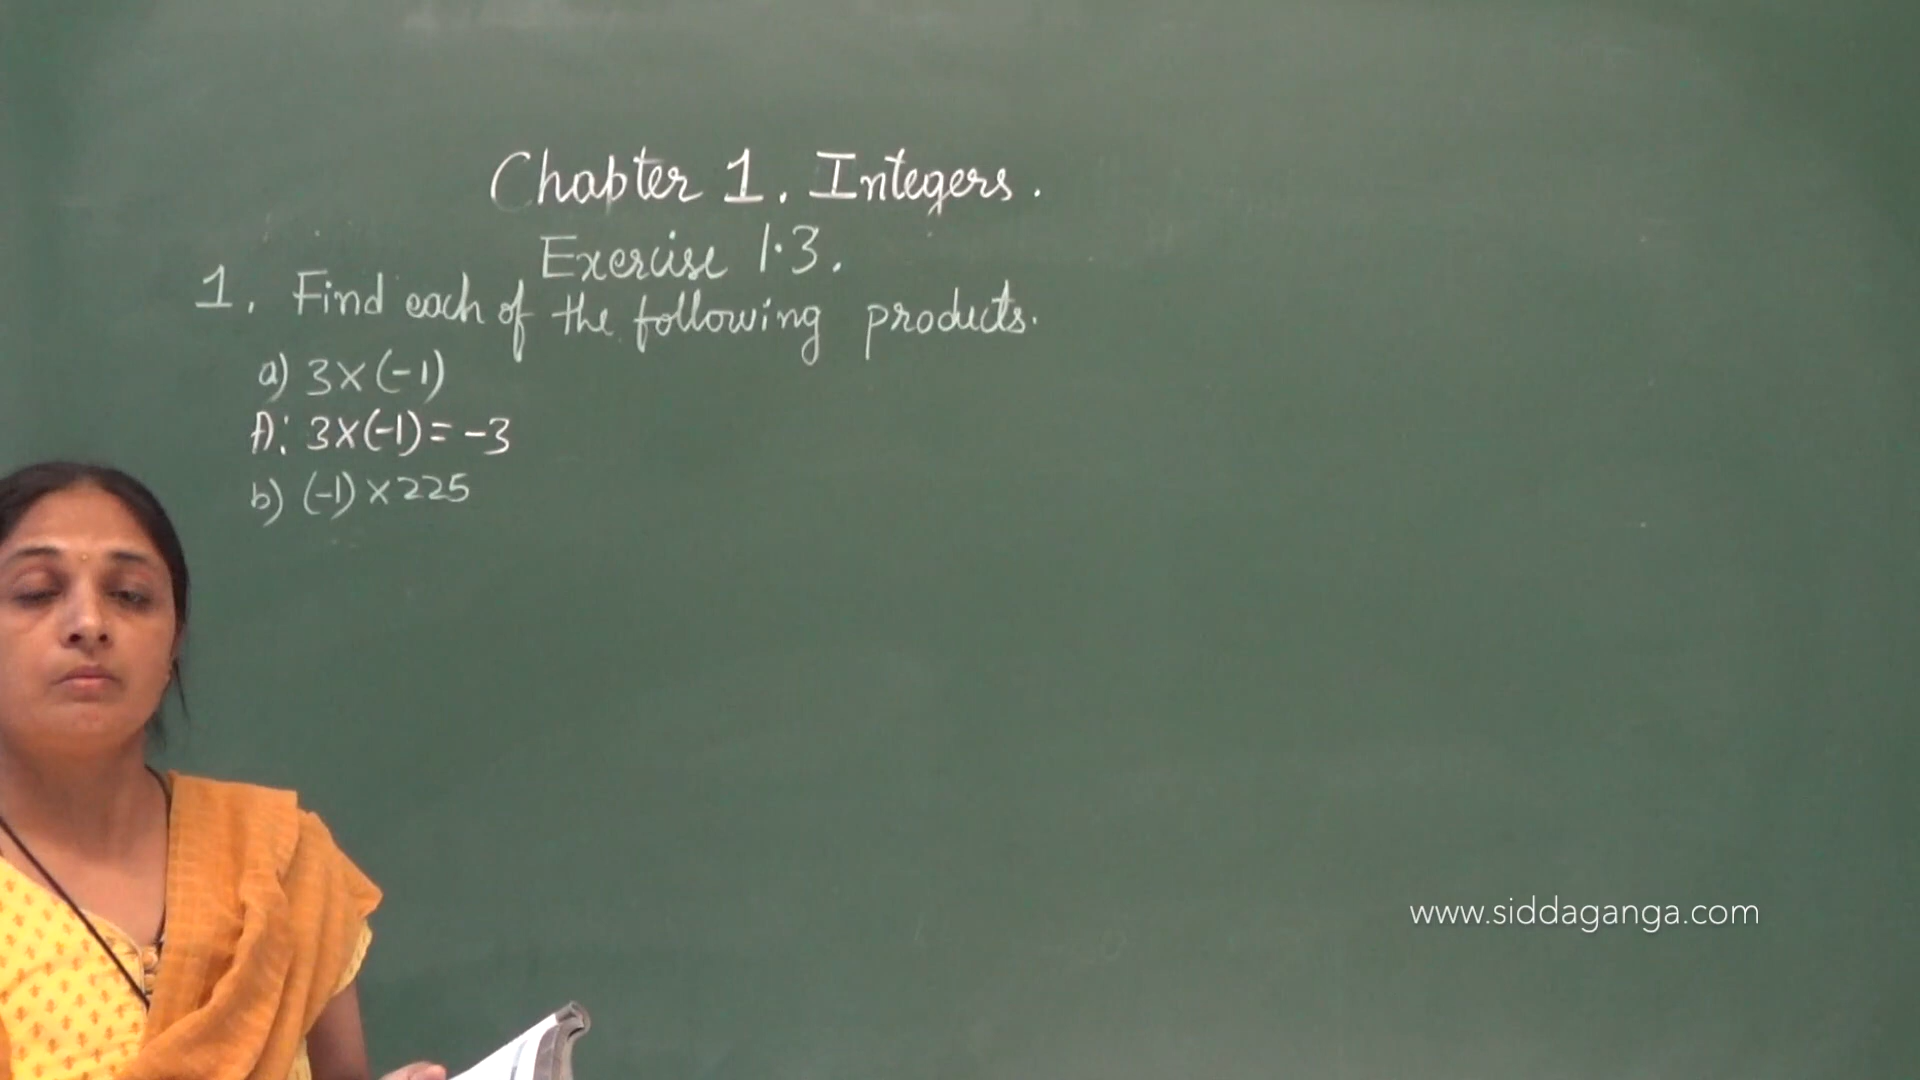 Chapter 1. Integers.
Exercise 1.3.
1. Find each of the following products.
a) 3×(-1)
A: 3×(-1)= -3
b) (-1)×225
www.siddaganga.com